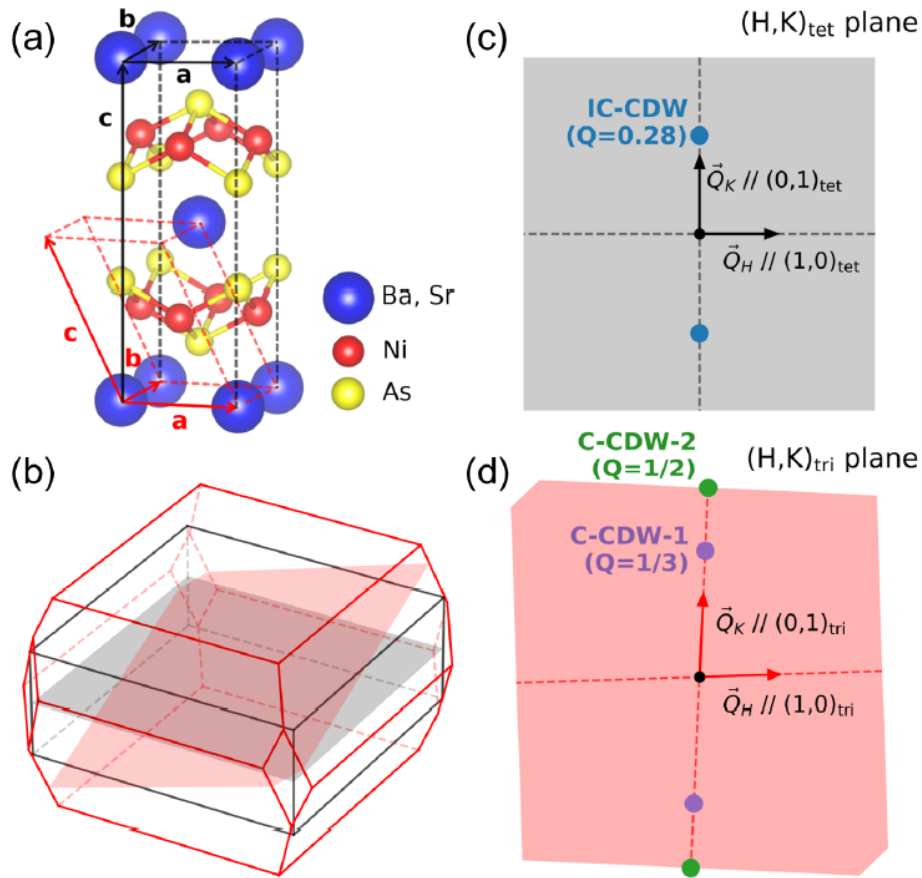 (a)
b
a
c
c
b
a
Ba, Sr
Ni
As
(b)
(c)
(H,K)tet plane
IC-CDW
(Q=0.28)
Q⃗K // (0,1)tet
Q⃗H // (1,0)tet
(d)
(H,K)tri plane
C-CDW-2
(Q=1/2)
C-CDW-1
(Q=1/3)
Q⃗K // (0,1)tri
Q⃗H // (1,0)tri